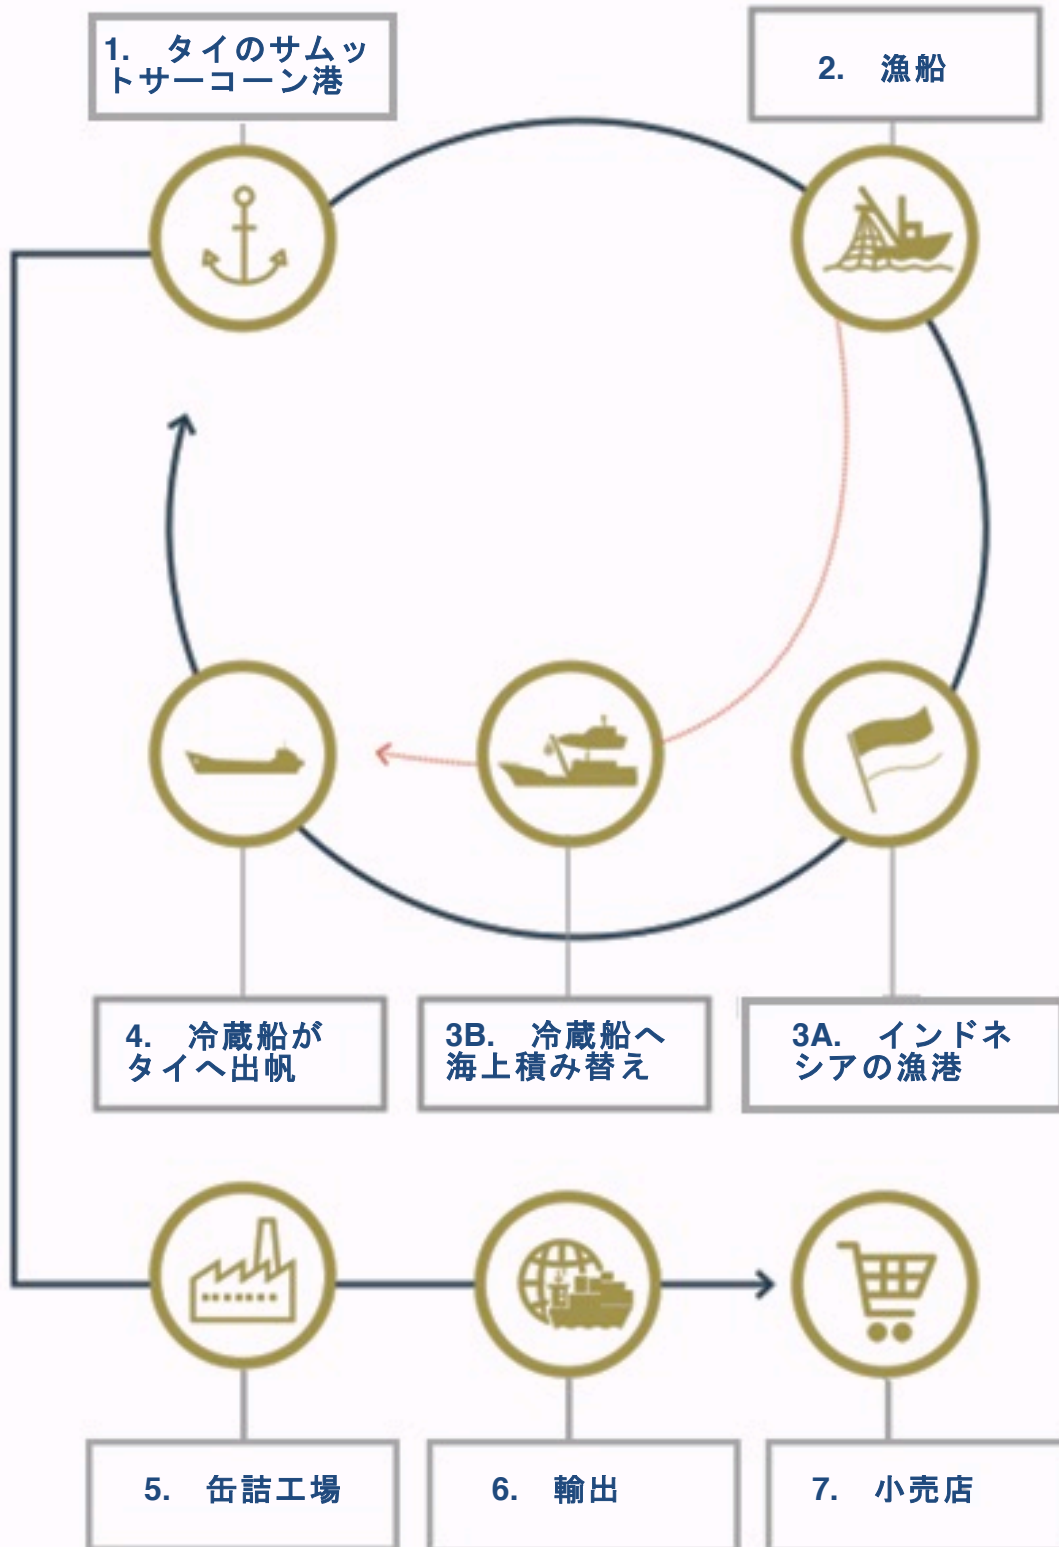 1.　タイのサムッ
トサーコーン港
2.　漁船
4.　冷蔵船が
タイへ出帆
3B.　冷蔵船へ
海上積み替え
3A.　インドネ
シアの漁港
5.　缶詰工場
6.　輸出
7.　小売店